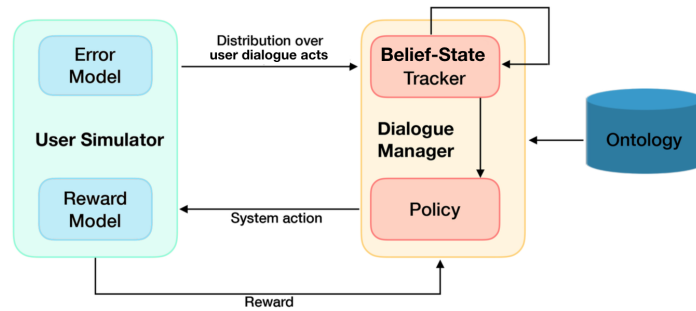 Error
Model
User Simulator
Reward
Model
Distribution over
user dialogue acts
System action
Reward
Belief-State
Tracker
Dialogue
Manager
Policy
Ontology